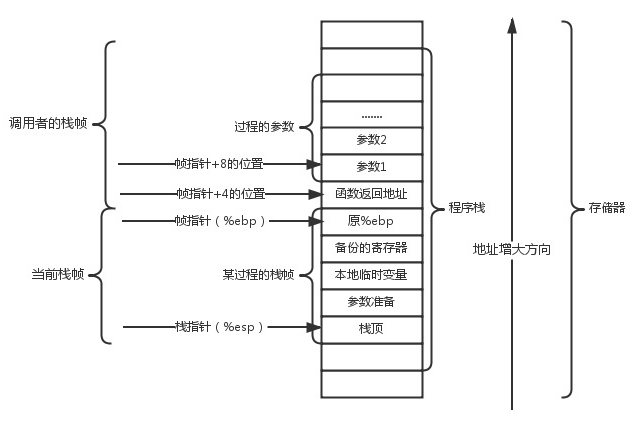 .......
过程的参数
参数2
调用者的栈帧
帧指针+8的位置
参数1
帧指针+4的位置
函数返回地址
程序栈
存储器
帧指针（%ebp）
原%ebp
备份的寄存器
地址增大方向
当前栈帧
某过程的栈帧
本地临时变量
参数准备
栈指针（%esp）
栈顶